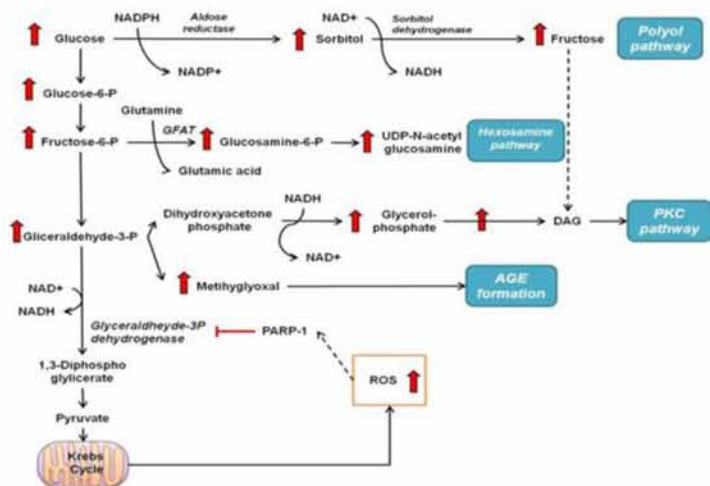 NADPH
Aldose
reductase
NAD+
Sorbitol
dehydrogenase
Glucose
Sorbitol
Fructose
Polyol
pathway
NADP+
NADH
Glucose-6-P
Glutamine
Fructose-6-P
GFAT
Glucosamine-6-P
UDP-N-acetyl
glucosamine
Hexosamine
pathway
Glutamic acid
NADH
Dihydroxyacetone
phosphate
Glycerol-
phosphate
DAG
PKC
pathway
Gliceraldehyde-3-P
NAD+
Metihyglyoxal
AGE
formation
NAD+
NADH
Glyceraldheyde-3P
dehydrogenase
PARP-1
1,3-Diphospho
glylicerate
ROS
Pyruvate
Krebs
Cycle